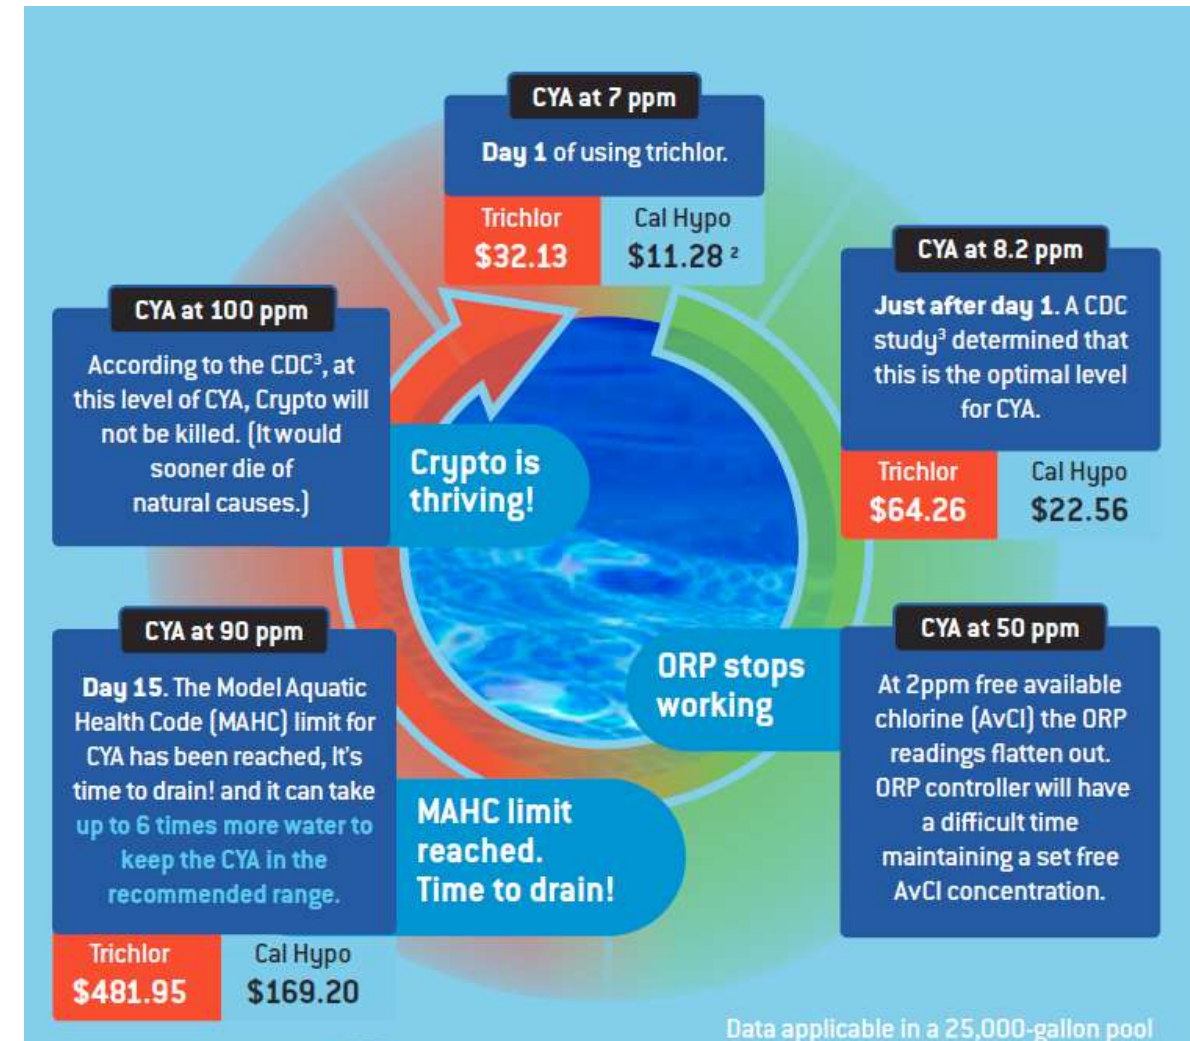 CYA at 7 ppm
Day 1 of using trichlor.
Trichlor
$32.13
Cal Hypo
$11.28 ²
CYA at 8.2 ppm
Just after day 1. A CDC
study³ determined that
this is the optimal level
for CYA.
Trichlor
$64.26
Cal Hypo
$22.56
CYA at 50 ppm
At 2ppm free available
chlorine (AvCl) the ORP
readings flatten out.
ORP controller will have
a difficult time
maintaining a set free
AvCl concentration.
ORP stops
working
CYA at 90 ppm
Day 15. The Model Aquatic
Health Code (MAHC) limit for
CYA has been reached, It's
time to drain! and it can take
up to 6 times more water to
keep the CYA in the
recommended range.
MAHC limit
reached.
Time to drain!
Trichlor
$481.95
Cal Hypo
$169.20
CYA at 100 ppm
According to the CDC³, at
this level of CYA, Crypto will
not be killed. (It would
sooner die of
natural causes.)
Crypto is
thriving!
Data applicable in a 25,000-gallon pool